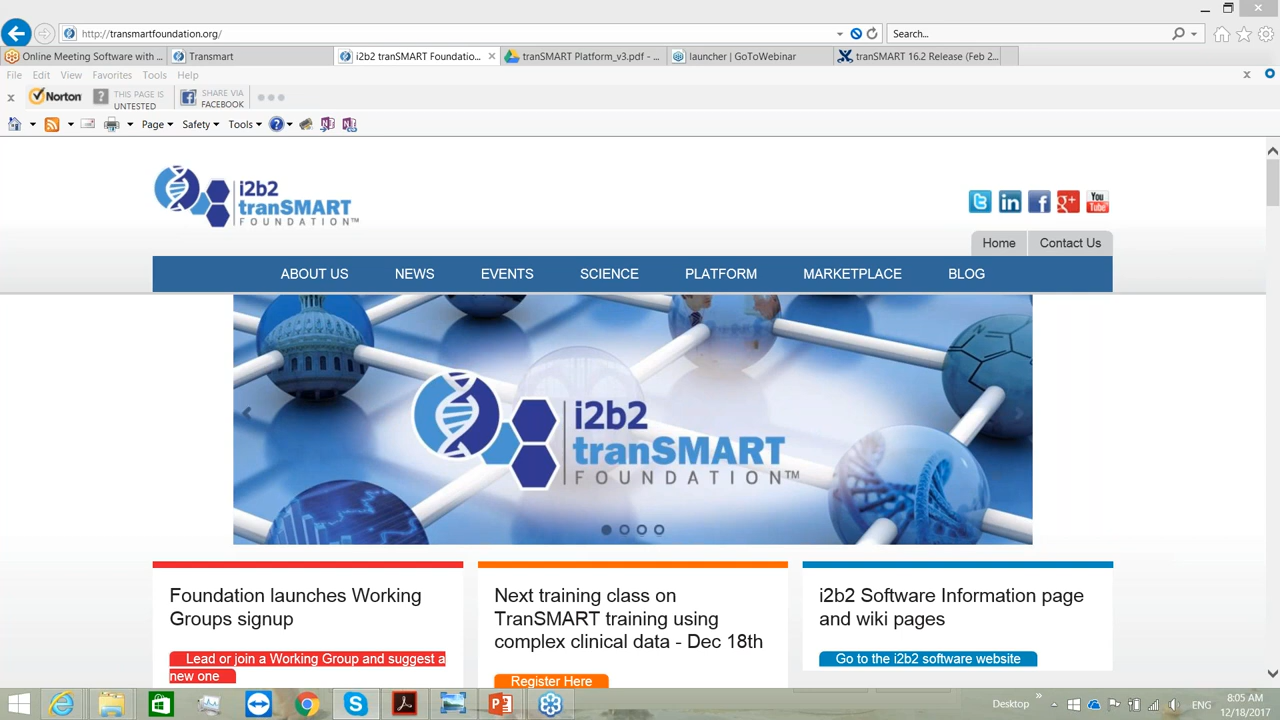 http://transmartfoundation.org/
Search...
Online Meeting Software with ...
Transmart
i2b2 tranSMART Foundatio...
tranSMART Platform_v3.pdf - ...
launcher | GoToWebinar
tranSMART 16.2 Release (Feb 2...
File Edit View Favorites Tools Help
Norton
THIS PAGE IS
UNTESTED
SHARE VIA
FACEBOOK
Page Safety Tools
i2b2
tranSMART
FOUNDATION™
You
Tube
Home Contact Us
ABOUT US NEWS EVENTS SCIENCE PLATFORM MARKETPLACE BLOG
i2b2
tranSMART
FOUNDATION™
Foundation launches Working
Groups signup
Lead or join a Working Group and suggest a
new one
Next training class on
TranSMART training using
complex clinical data - Dec 18th
Register Here
i2b2 Software Information page
and wiki pages
Go to the i2b2 software website
Desktop
ENG
8:05 AM
12/18/2017